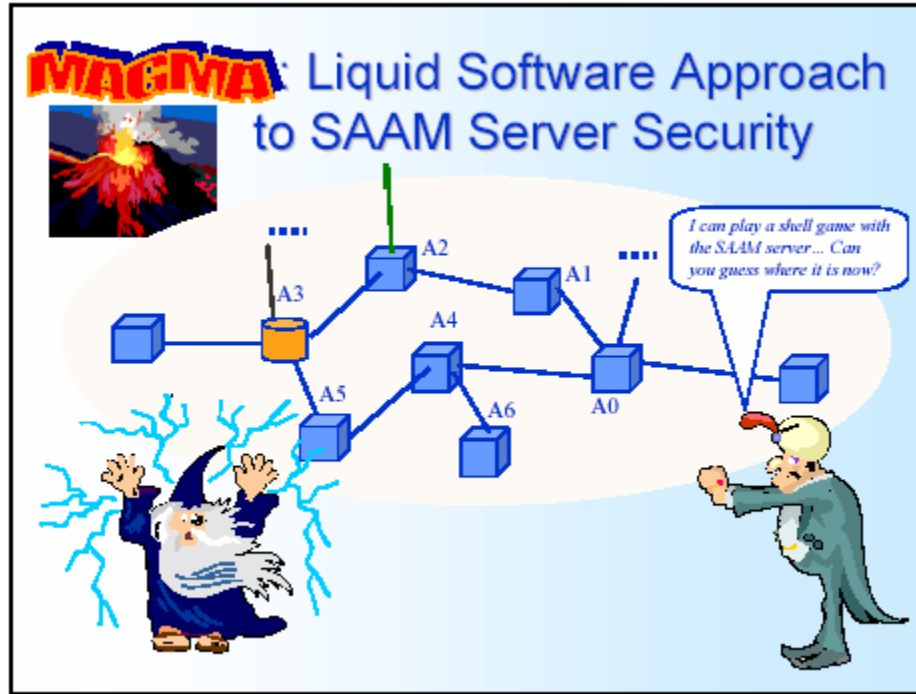 MAGMA: Liquid Software Approach
to SAAM Server Security
I can play a shell game with
the SAAM server... Can
you guess where it is now?
A2
A1
A3
A4
A5
A6
A0